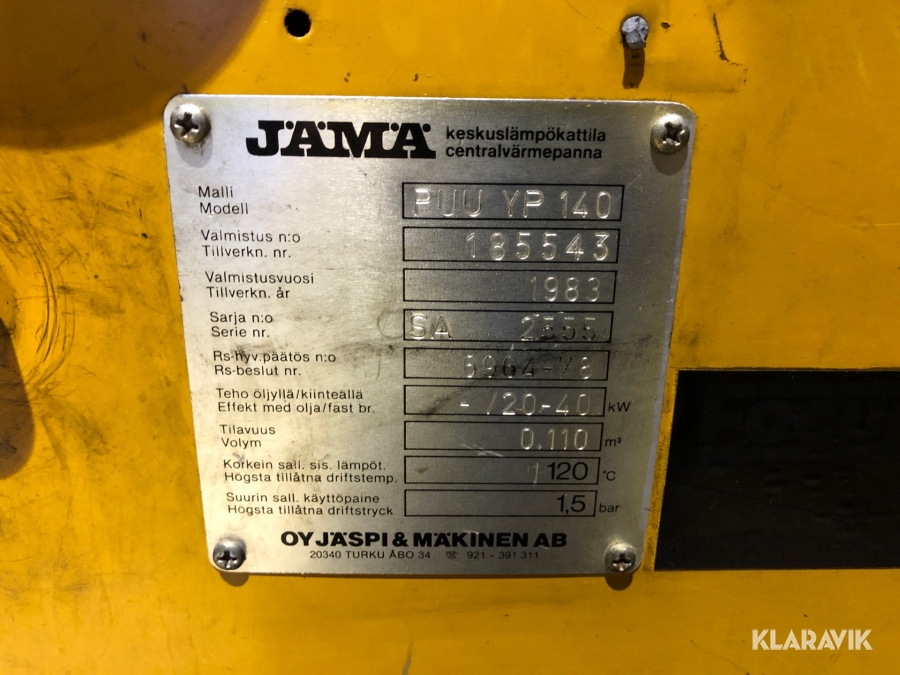 JÄMÄ
keskuslämpökattila
centralvärmepanna
Malli
Modell
PUU YP 140
Valmistus n:o
Tillverkn. nr.
185543
Valmistusvuosi
Tillverkn. år
1983
Sarja n:o
Serie nr.
SA 2555
Rs-hyv.päätös n:o
Rs-beslut nr.
5964-78
Teho öljyllä/kiinteällä
Effekt med olja/fast br.
- /20-40 kW
Tilavuus
Volym
0.110 m³
Korkein sall. sis. lämpöt.
Högsta tillåtna driftstemp.
120 °C
Suurin sall. käyttöpaine
Högsta tillåtna driftstryck
1,5 bar
OY JÄSPI & MÄKINEN AB
20340 TURKU ÅBO 34 ☏ 921 - 391 311
KLARAVIK